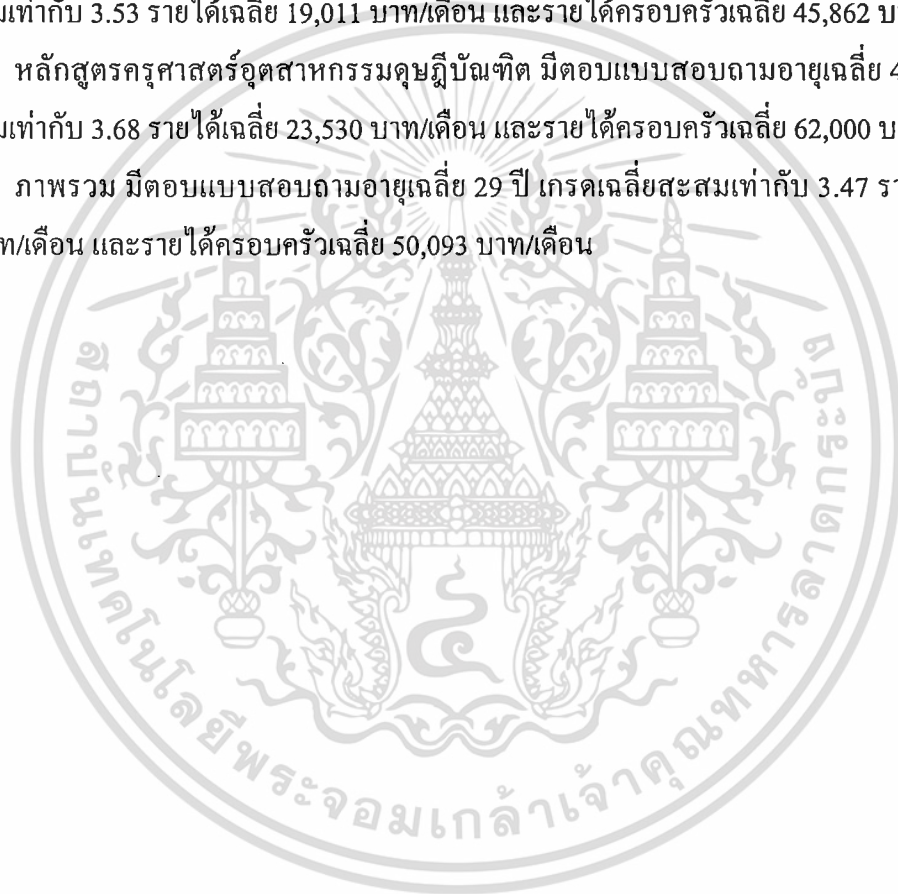 มเท่ากับ 3.53 รายได้เฉลี่ย 19,011 บาท/เดือน และรายได้ครอบครัวเฉลี่ย 45,862 บา
หลักสูตรครุศาสตร์อุตสาหกรรมดุษฎีบัณฑิต มีตอบแบบสอบถามอายุเฉลี่ย 4
มเท่ากับ 3.68 รายได้เฉลี่ย 23,530 บาท/เดือน และรายได้ครอบครัวเฉลี่ย 62,000 บ
ภาพรวม มีตอบแบบสอบถามอายุเฉลี่ย 29 ปี เกรดเฉลี่ยสะสมเท่ากับ 3.47 รา
ท/เดือน และรายได้ครอบครัวเฉลี่ย 50,093 บาท/เดือน
สถาบันเทคโนโลยีพระจอมเกล้าเจ้าคุณทหารลาดกระบัง